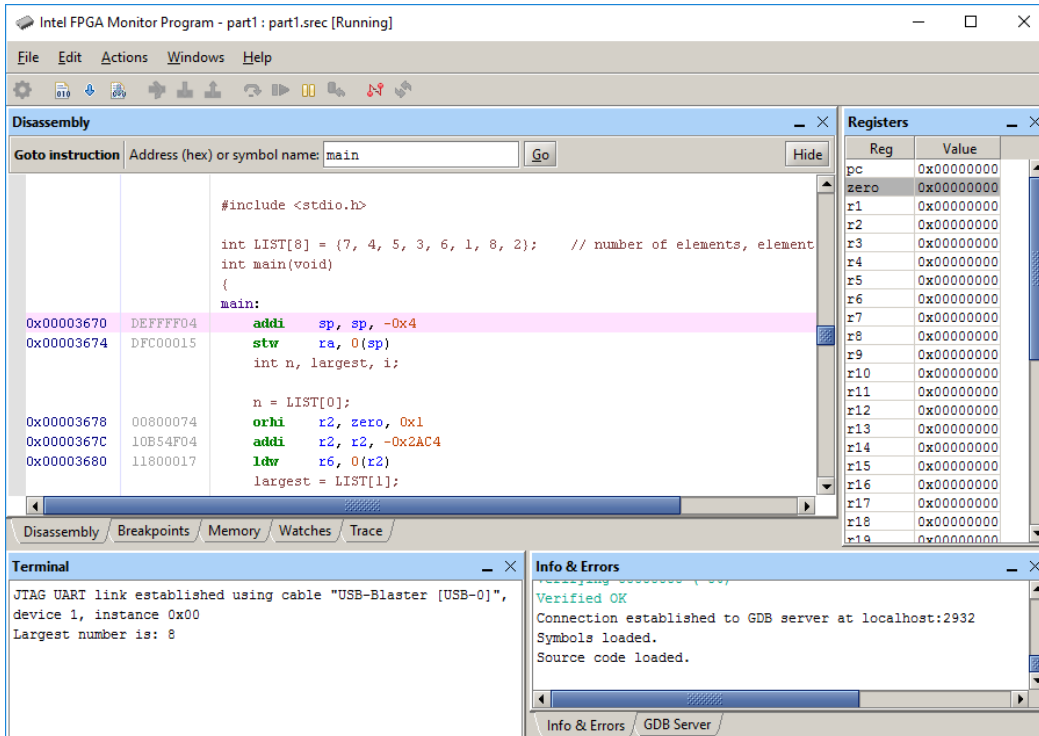 Intel FPGA Monitor Program - part1 : part1.srec [Running]
File Edit Actions Windows Help
Disassembly
Goto instruction Address (hex) or symbol name: main Go Hide
#include <stdio.h>
int LIST[8] = {7, 4, 5, 3, 6, 1, 8, 2}; // number of elements, element
int main(void)
{
main:
0x00003670 DEFFFF04 addi sp, sp, -0x4
0x00003674 DFC00015 stw ra, 0(sp)
int n, largest, i;
n = LIST[0];
0x00003678 00800074 orhi r2, zero, 0x1
0x0000367C 10B54F04 addi r2, r2, -0x2AC4
0x00003680 11800017 ldw r6, 0(r2)
largest = LIST[1];
Disassembly Breakpoints Memory Watches Trace
Registers
Reg Value
pc 0x00000000
zero 0x00000000
r1 0x00000000
r2 0x00000000
r3 0x00000000
r4 0x00000000
r5 0x00000000
r6 0x00000000
r7 0x00000000
r8 0x00000000
r9 0x00000000
r10 0x00000000
r11 0x00000000
r12 0x00000000
r13 0x00000000
r14 0x00000000
r15 0x00000000
r16 0x00000000
r17 0x00000000
r18 0x00000000
r19 0x00000000
Terminal
JTAG UART link established using cable "USB-Blaster [USB-0]",
device 1, instance 0x00
Largest number is: 8
Info & Errors
Verified OK
Connection established to GDB server at localhost:2932
Symbols loaded.
Source code loaded.
Info & Errors GDB Server